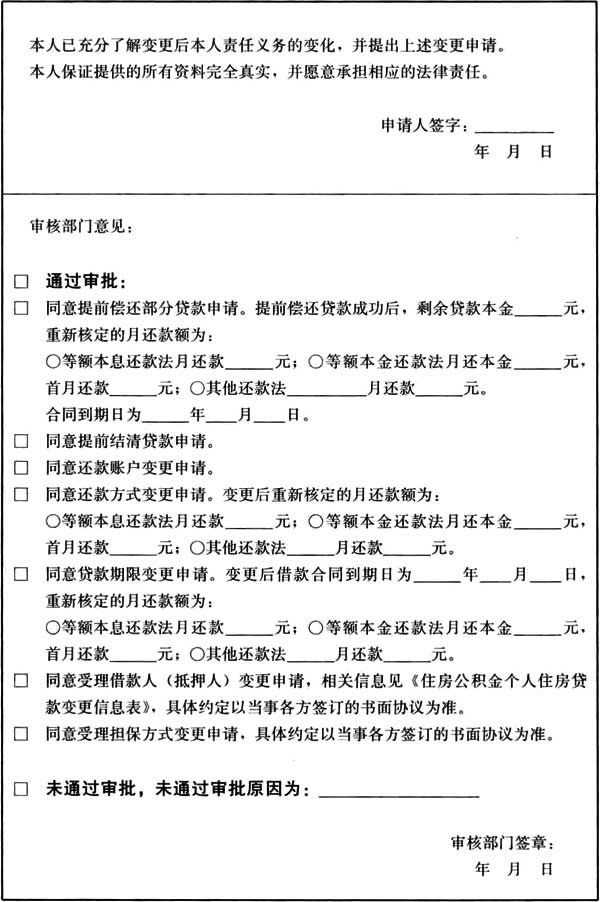 本人已充分了解变更后本人责任义务的变化，并提出上述变更申请。
本人保证提供的所有资料完全真实，并愿意承担相应的法律责任。
申请人签字：__________
年 月 日
审核部门意见：
□ 通过审批：
□ 同意提前偿还部分贷款申请。提前偿还贷款成功后，剩余贷款本金______元，
重新核定的月还款额为：
○等额本息还款法月还款______元；○等额本金还款法月还本金______元，
首月还款______元；○其他还款法__________月还款______元。
合同到期日为______年____月____日。
□ 同意提前结清贷款申请。
□ 同意还款账户变更申请。
□ 同意还款方式变更申请。变更后重新核定的月还款额为：
○等额本息还款法月还款______元；○等额本金还款法月还本金______元，
首月还款______元；○其他还款法______月还款______元。
□ 同意贷款期限变更申请。变更后借款合同到期日为______年____月____日，
重新核定的月还款额为：
○等额本息还款法月还款______元；○等额本金还款法月还本金______元，
首月还款______元；○其他还款法______月还款______元。
□ 同意受理借款人（抵押人）变更申请，相关信息见《住房公积金个人住房贷
款变更信息表》，具体约定以当事各方签订的书面协议为准。
□ 同意受理担保方式变更申请，具体约定以当事各方签订的书面协议为准。
□ 未通过审批，未通过审批原因为：____________________
审核部门签章：
年 月 日